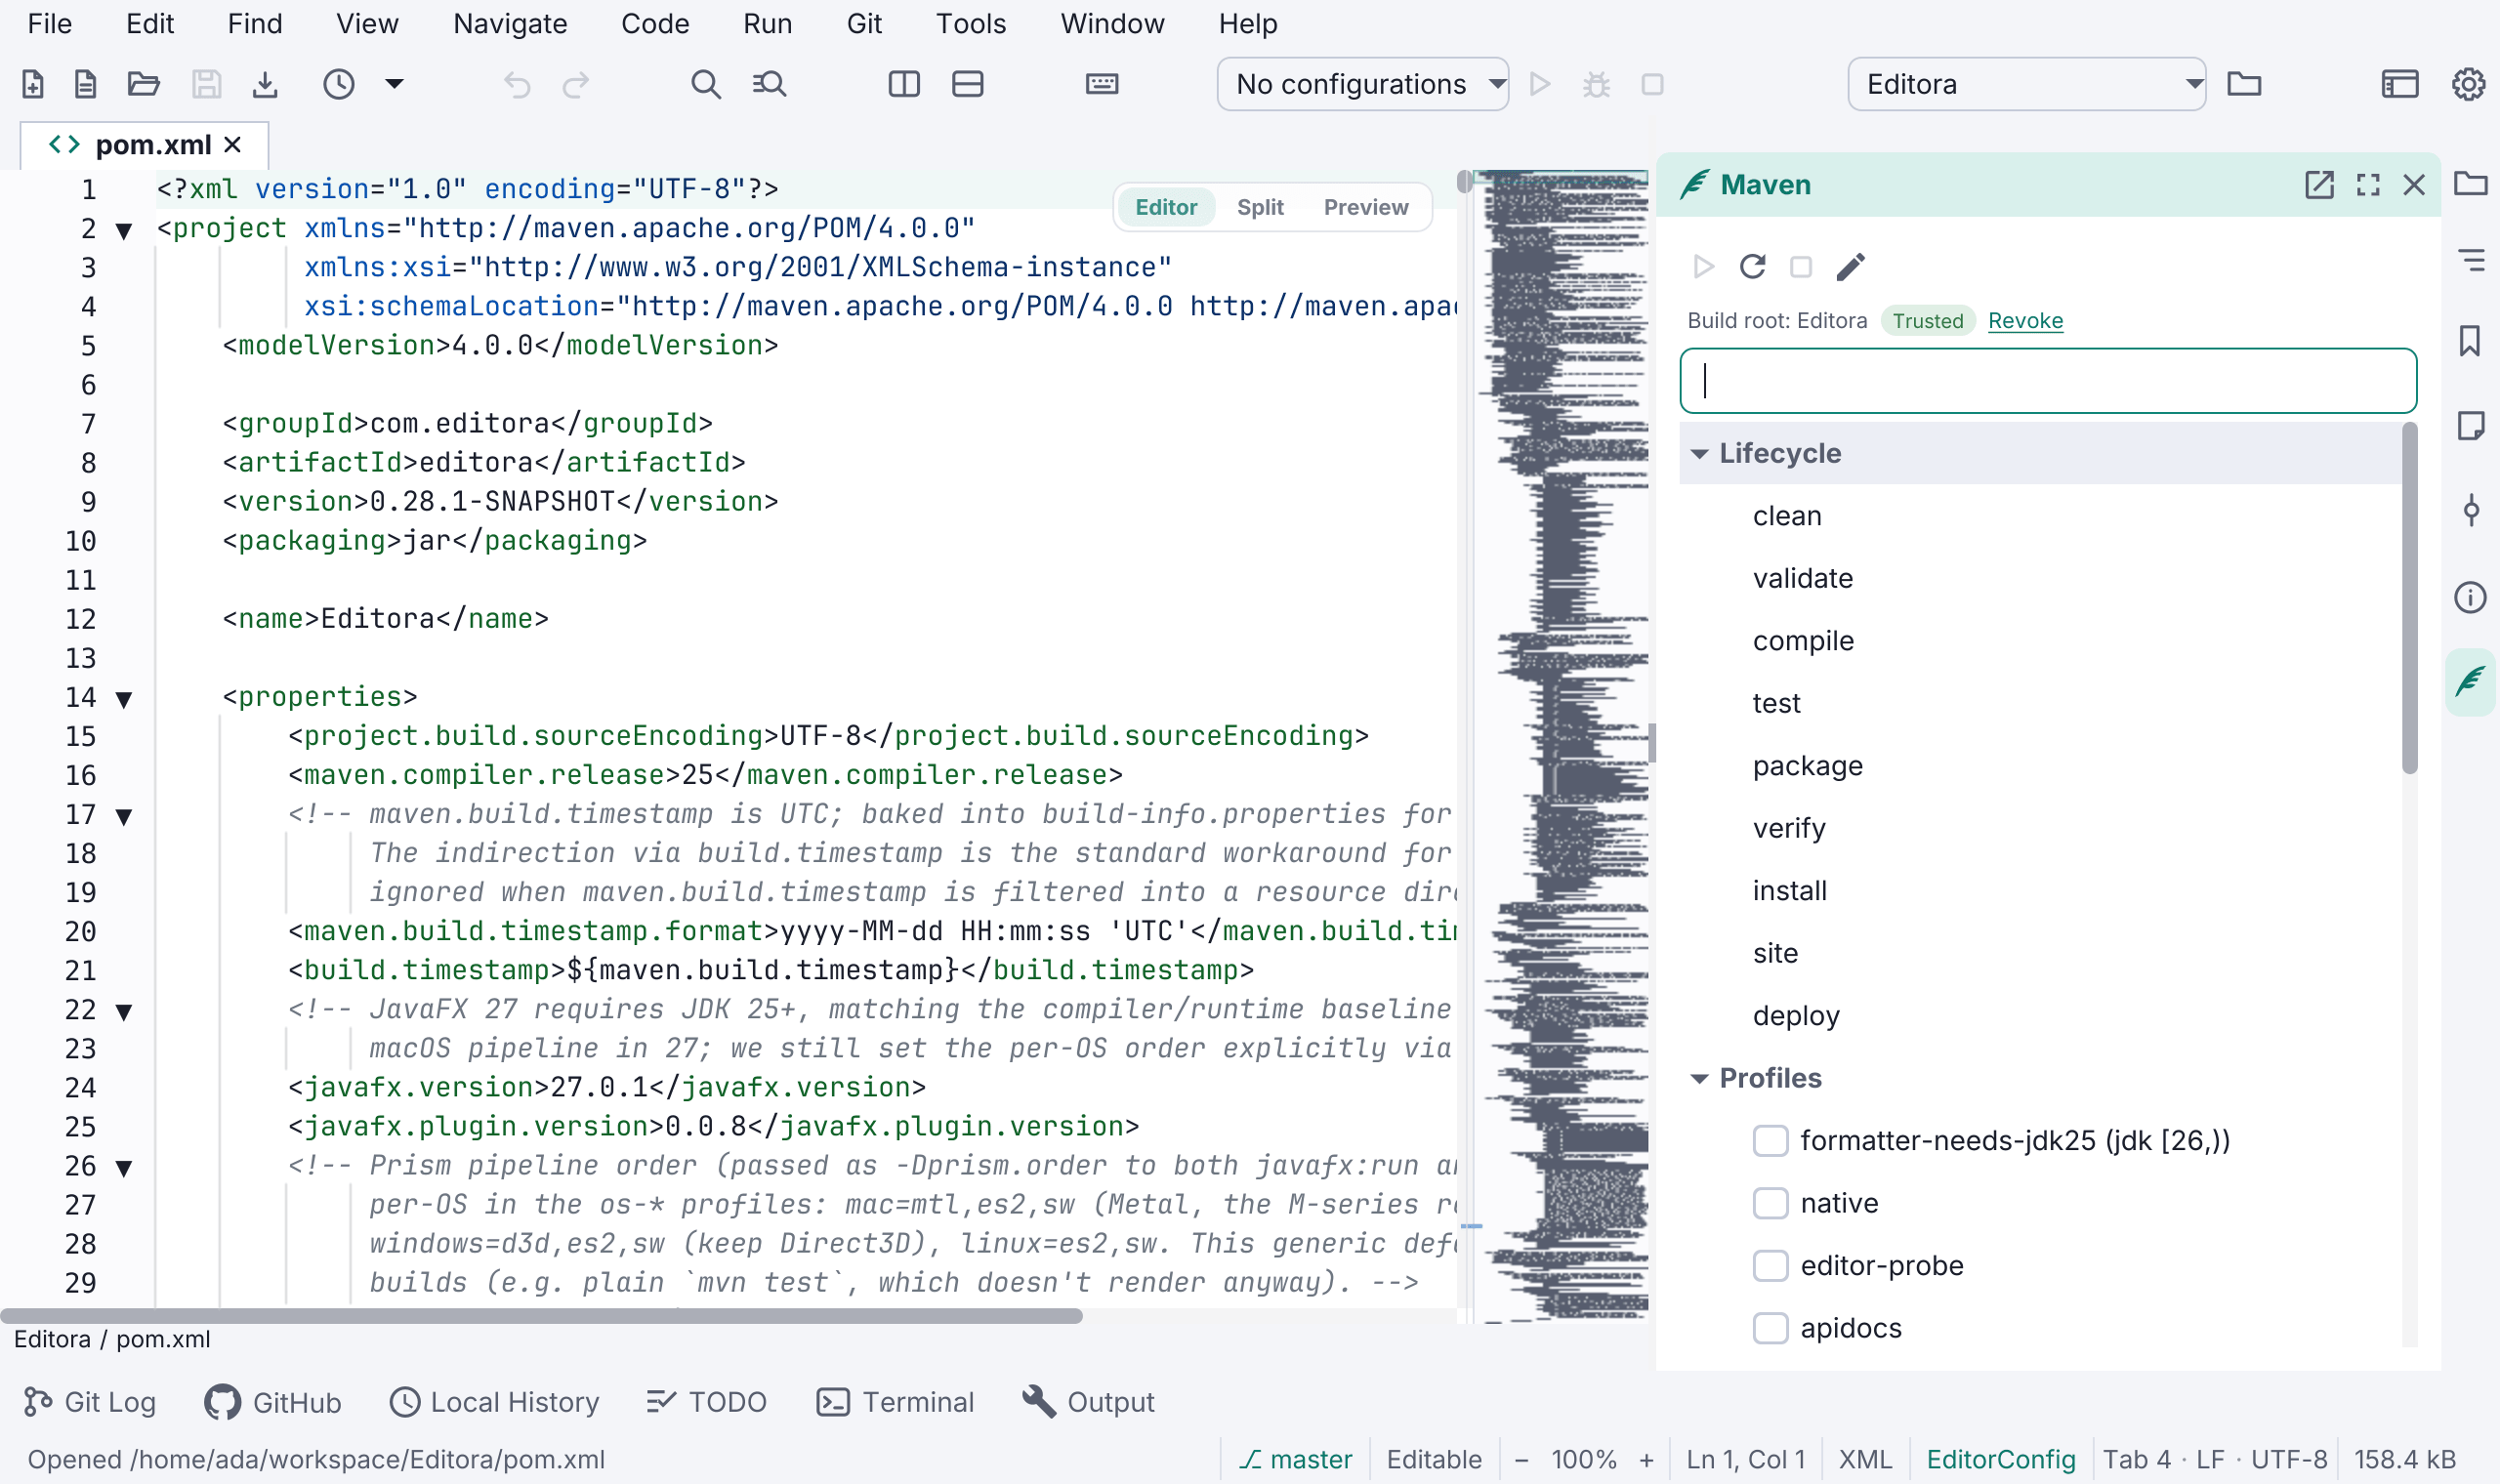 File Edit Find View Navigate Code Run Git Tools Window Help
No configurations
Editora
pom.xml
Editor Split Preview
1 <?xml version="1.0" encoding="UTF-8"?>
2 <project xmlns="http://maven.apache.org/POM/4.0.0"
3 xmlns:xsi="http://www.w3.org/2001/XMLSchema-instance"
4 xsi:schemaLocation="http://maven.apache.org/POM/4.0.0 http://maven.apa
5 <modelVersion>4.0.0</modelVersion>
6
7 <groupId>com.editora</groupId>
8 <artifactId>editora</artifactId>
9 <version>0.28.1-SNAPSHOT</version>
10 <packaging>jar</packaging>
11
12 <name>Editora</name>
13
14 <properties>
15 <project.build.sourceEncoding>UTF-8</project.build.sourceEncoding>
16 <maven.compiler.release>25</maven.compiler.release>
17 <!-- maven.build.timestamp is UTC; baked into build-info.properties for
18 The indirection via build.timestamp is the standard workaround for
19 ignored when maven.build.timestamp is filtered into a resource dir
20 <maven.build.timestamp.format>yyyy-MM-dd HH:mm:ss 'UTC'</maven.build.ti
21 <build.timestamp>${maven.build.timestamp}</build.timestamp>
22 <!-- JavaFX 27 requires JDK 25+, matching the compiler/runtime baseline
23 macOS pipeline in 27; we still set the per-OS order explicitly via
24 <javafx.version>27.0.1</javafx.version>
25 <javafx.plugin.version>0.0.8</javafx.plugin.version>
26 <!-- Prism pipeline order (passed as -Dprism.order to both javafx:run a
27 per-OS in the os-* profiles: mac=mtl,es2,sw (Metal, the M-series r
28 windows=d3d,es2,sw (keep Direct3D), linux=es2,sw. This generic def
29 builds (e.g. plain `mvn test`, which doesn't render anyway). -->
Maven
Build root: Editora Trusted Revoke
Lifecycle
clean
validate
compile
test
package
verify
install
site
deploy
Profiles
formatter-needs-jdk25 (jdk [26,))
native
editor-probe
apidocs
Editora / pom.xml
Git Log GitHub Local History TODO Terminal Output
Opened /home/ada/workspace/Editora/pom.xml
master Editable − 100% + Ln 1, Col 1 XML EditorConfig Tab 4 · LF · UTF-8 158.4 kB